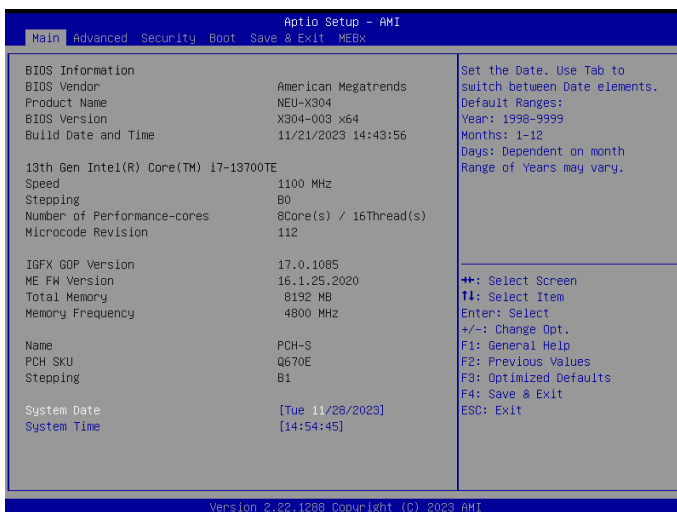 Aptio Setup – AMI
Main Advanced Security Boot Save & Exit MEBx
BIOS Information
BIOS Vendor American Megatrends
Product Name NEU-X304
BIOS Version X304-003 x64
Build Date and Time 11/21/2023 14:43:56
13th Gen Intel(R) Core(TM) i7-13700TE
Speed 1100 MHz
Stepping B0
Number of Performance-cores 8Core(s) / 16Thread(s)
Microcode Revision 112
IGFX GOP Version 17.0.1085
ME FW Version 16.1.25.2020
Total Memory 8192 MB
Memory Frequency 4800 MHz
Name PCH-S
PCH SKU Q670E
Stepping B1
System Date [Tue 11/28/2023]
System Time [14:54:45]
Set the Date. Use Tab to
switch between Date elements.
Default Ranges:
Year: 1998-9999
Months: 1-12
Days: Dependent on month
Range of Years may vary.
→←: Select Screen
↑↓: Select Item
Enter: Select
+/-: Change Opt.
F1: General Help
F2: Previous Values
F3: Optimized Defaults
F4: Save & Exit
ESC: Exit
Version 2.22.1288 Copyright (C) 2023 AMI